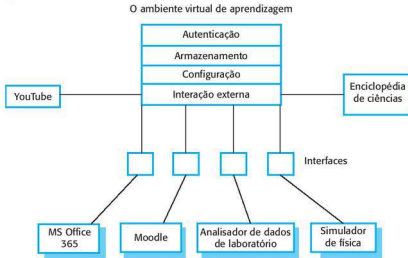 O ambiente virtual de aprendizagem
Autenticação
Armazenamento
Configuração
Interação externa
YouTube
Enciclopédia
de ciências
Interfaces
MS Office
365
Moodle
Analisador de dados
de laboratório
Simulador
de física